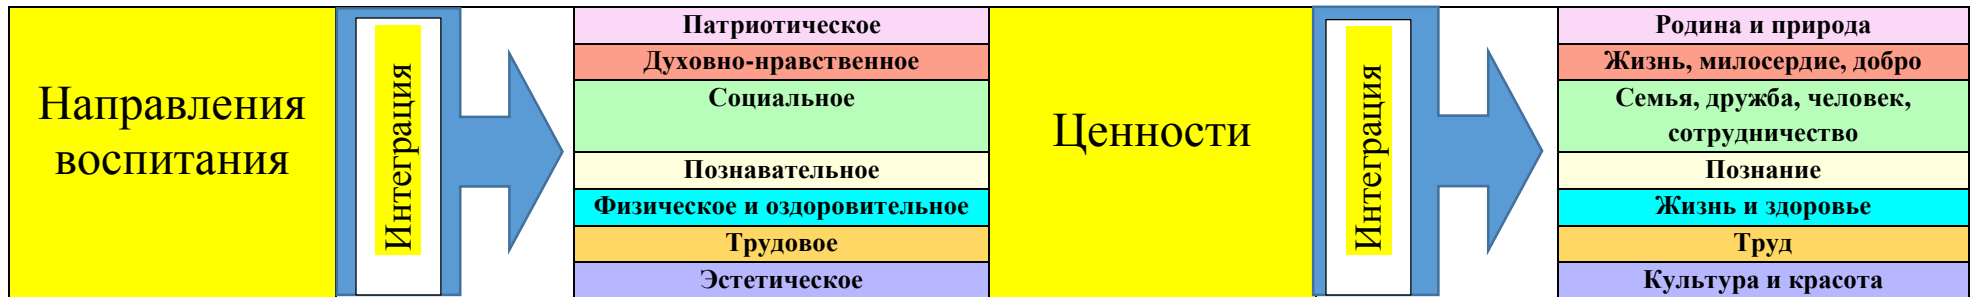 Направления
воспитания
Интеграция
Патриотическое
Духовно-нравственное
Социальное
Познавательное
Физическое и оздоровительное
Трудовое
Эстетическое
Ценности
Интеграция
Родина и природа
Жизнь, милосердие, добро
Семья, дружба, человек,
сотрудничество
Познание
Жизнь и здоровье
Труд
Культура и красота